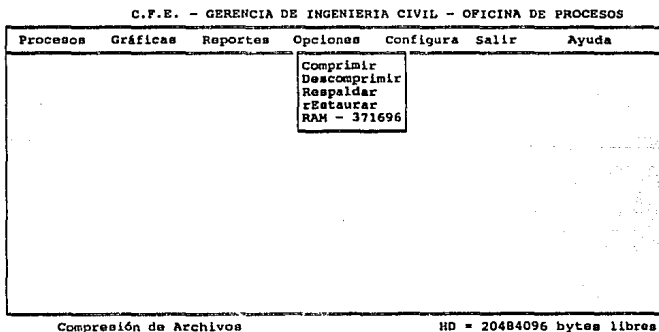 C.F.E. - GERENCIA DE INGENIERIA CIVIL - OFICINA DE PROCESOS
Procesos Gráficas Reportes Opciones Configura Salir Ayuda
Comprimir
Descomprimir
Respaldar
rEstaurar
RAM - 371696
Compresión de Archivos HD = 20484096 bytes libres